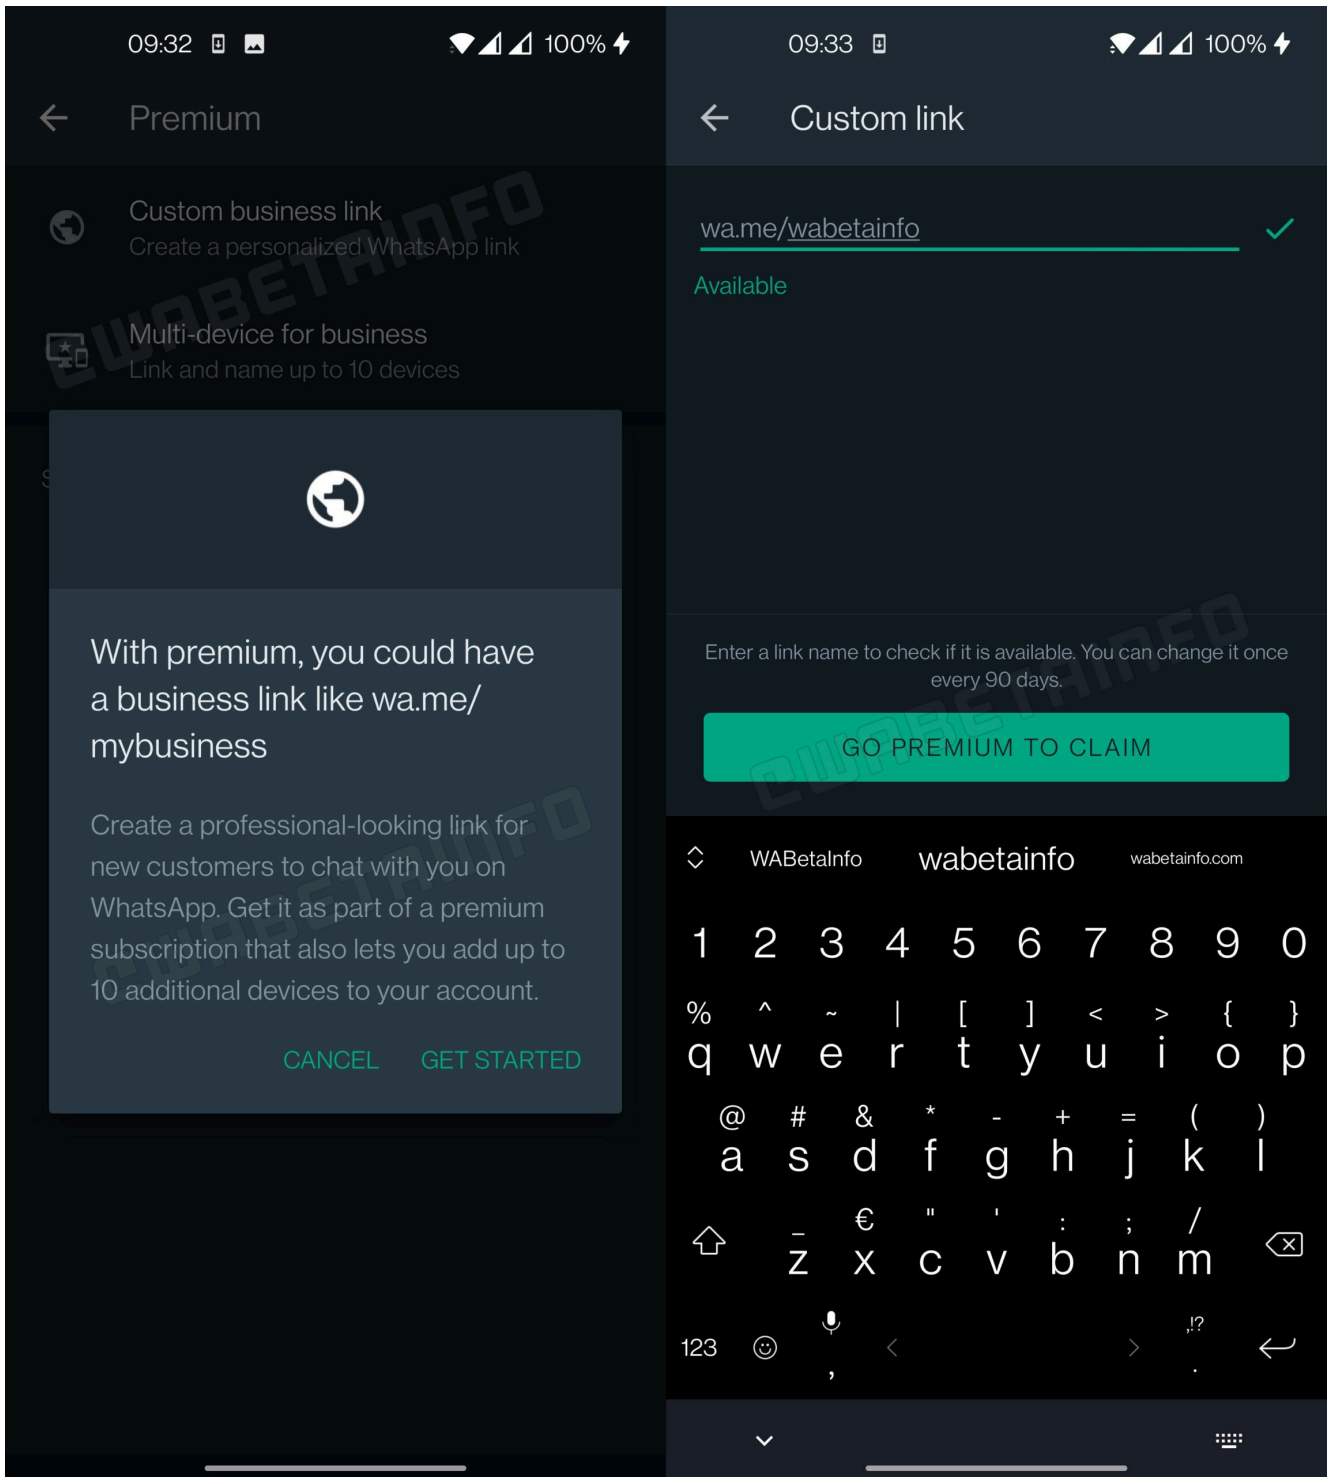 09:32
100%
Premium
Custom business link
Create a personalized WhatsApp link
Multi-device for business
Link and name up to 10 devices
With premium, you could have
a business link like wa.me/
mybusiness
Create a professional-looking link for
new customers to chat with you on
WhatsApp. Get it as part of a premium
subscription that also lets you add up to
10 additional devices to your account.
CANCEL GET STARTED
©WABETAINFO
©WABETAINFO
09:33
100%
Custom link
wa.me/wabetainfo
Available
Enter a link name to check if it is available. You can change it once
every 90 days.
GO PREMIUM TO CLAIM
©WABETAINFO
WABetaInfo wabetainfo wabetainfo.com
1 2 3 4 5 6 7 8 9 0
% ^ ~ | [ ] < > { }
q w e r t y u i o p
@ # & * - + = ( )
a s d f g h j k l
_ € " ' : ; /
z x c v b n m
,!?
123 , .